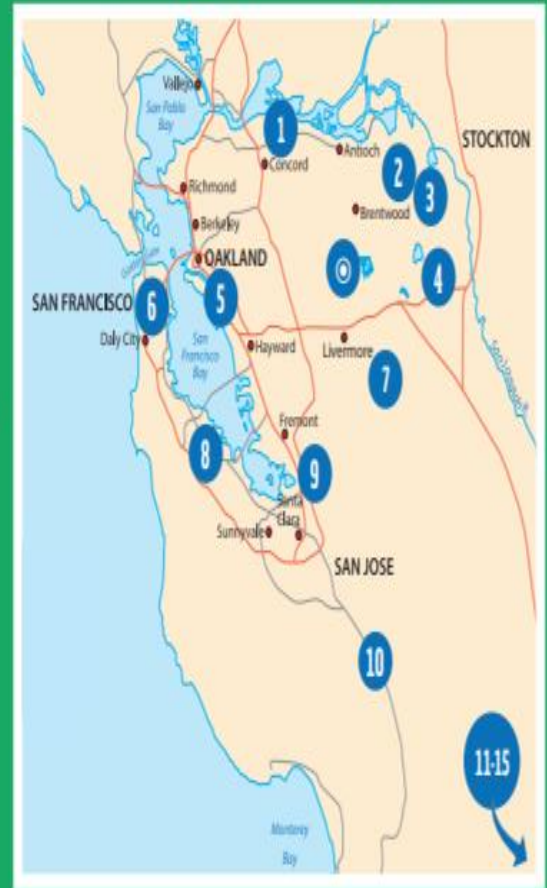 Vallejo
San Pablo
Bay
1
STOCKTON
Concord
Antioch
2
Richmond
3
Brentwood
Berkeley
Golden Gate
OAKLAND
4
SAN FRANCISCO
6
5
Daly City
San
Francisco
Bay
Hayward
Livermore
7
Fremont
8
9
Santa
Clara
Sunnyvale
SAN JOSE
10
11-15
Monterey
Bay